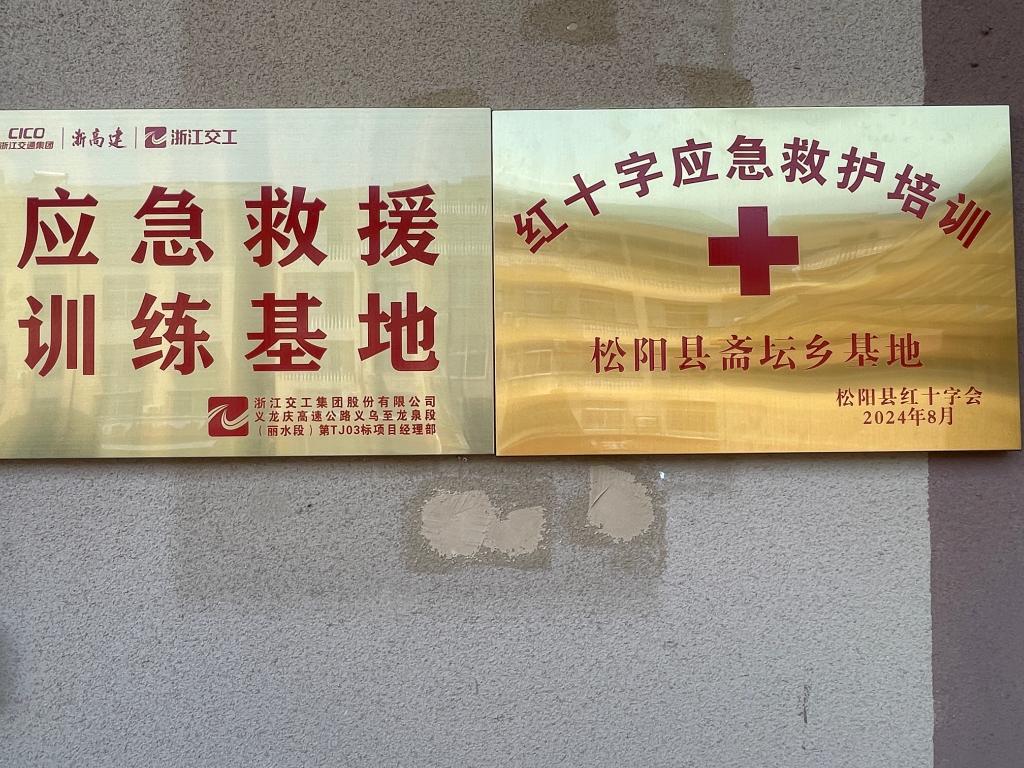 CICO
浙江交通集团
浙高建
浙江交工
应急救援
训练基地
浙江交工集团股份有限公司
义龙庆高速公路义乌至龙泉段
（丽水段）第TJ03标项目经理部
红十字应急救护培训
松阳县斋坛乡基地
松阳县红十字会
2024年8月